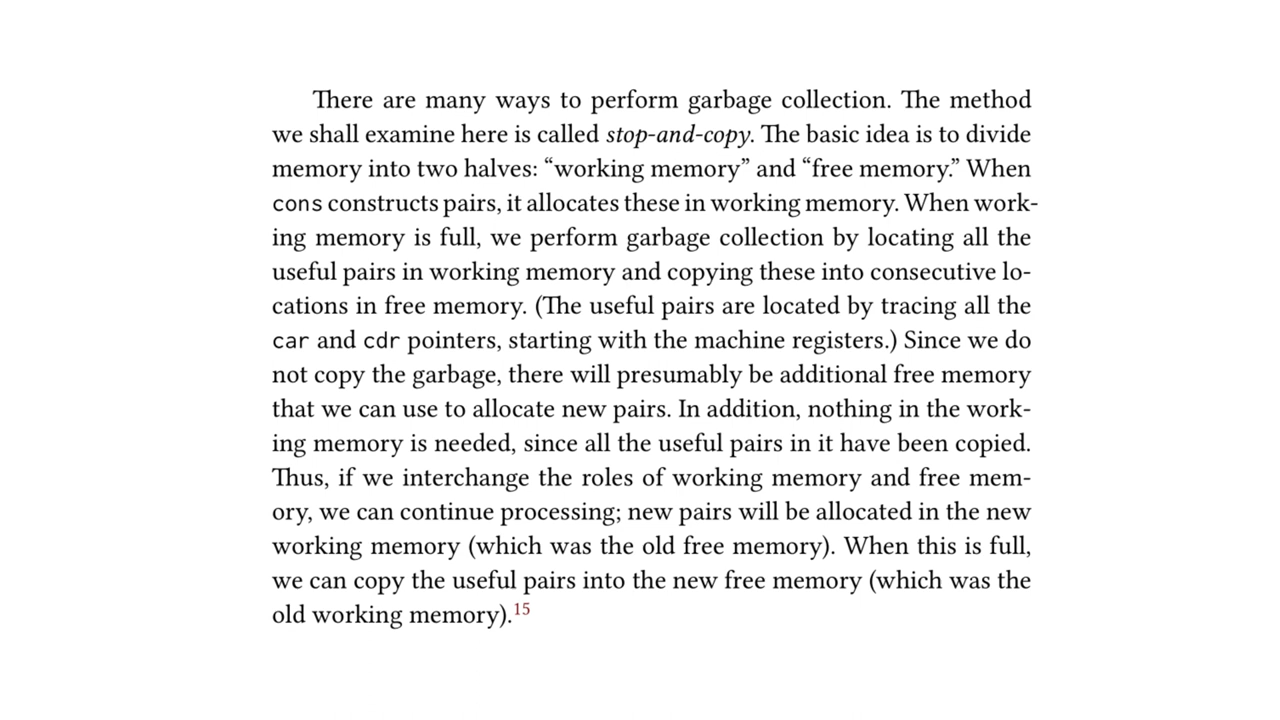 There are many ways to perform garbage collection. The method
we shall examine here is called stop-and-copy. The basic idea is to divide
memory into two halves: “working memory” and “free memory.” When
cons constructs pairs, it allocates these in working memory. When work-
ing memory is full, we perform garbage collection by locating all the
useful pairs in working memory and copying these into consecutive lo-
cations in free memory. (The useful pairs are located by tracing all the
car and cdr pointers, starting with the machine registers.) Since we do
not copy the garbage, there will presumably be additional free memory
that we can use to allocate new pairs. In addition, nothing in the work-
ing memory is needed, since all the useful pairs in it have been copied.
Thus, if we interchange the roles of working memory and free mem-
ory, we can continue processing; new pairs will be allocated in the new
working memory (which was the old free memory). When this is full,
we can copy the useful pairs into the new free memory (which was the
old working memory).15